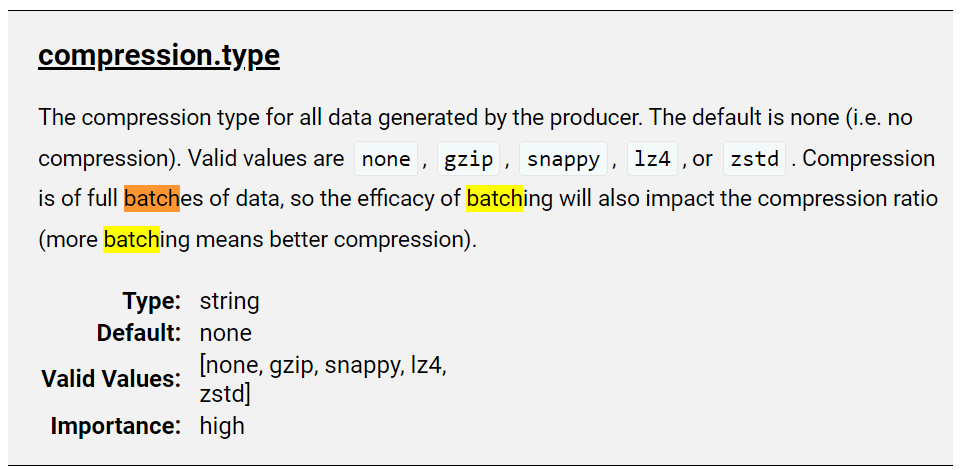 compression.type
The compression type for all data generated by the producer. The default is none (i.e. no
compression). Valid values are none , gzip , snappy , lz4 , or zstd . Compression
is of full batches of data, so the efficacy of batching will also impact the compression ratio
(more batching means better compression).
Type: string
Default: none
Valid Values: [none, gzip, snappy, lz4,
zstd]
Importance: high